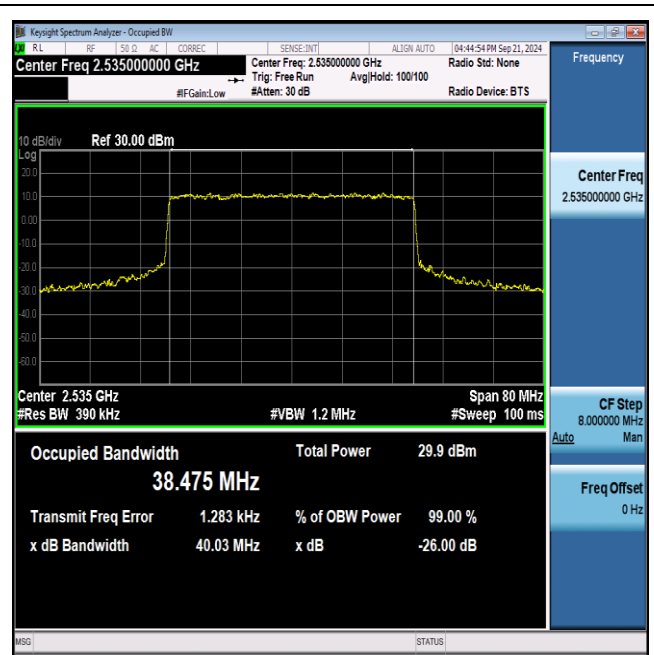 Keysight Spectrum Analyzer - Occupied BW
RL RF 50 Ω AC CORREC SENSE:INT ALIGN AUTO 04:44:54 PM Sep 21, 2024
Center Freq 2.535000000 GHz
Center Freq: 2.535000000 GHz
Radio Std: None
Trig: Free Run Avg|Hold: 100/100
#IFGain:Low
#Atten: 30 dB
Radio Device: BTS
10 dB/div Ref 30.00 dBm
Log
20.0
10.0
0.00
-10.0
-20.0
-30.0
-40.0
-50.0
-60.0
Center 2.535 GHz
Span 80 MHz
#Res BW 390 kHz
#VBW 1.2 MHz
#Sweep 100 ms
Occupied Bandwidth
38.475 MHz
Total Power 29.9 dBm
Transmit Freq Error 1.283 kHz
% of OBW Power 99.00 %
x dB Bandwidth 40.03 MHz
x dB -26.00 dB
MSG
STATUS
Frequency
Center Freq
2.535000000 GHz
CF Step
8.000000 MHz
Auto Man
Freq Offset
0 Hz